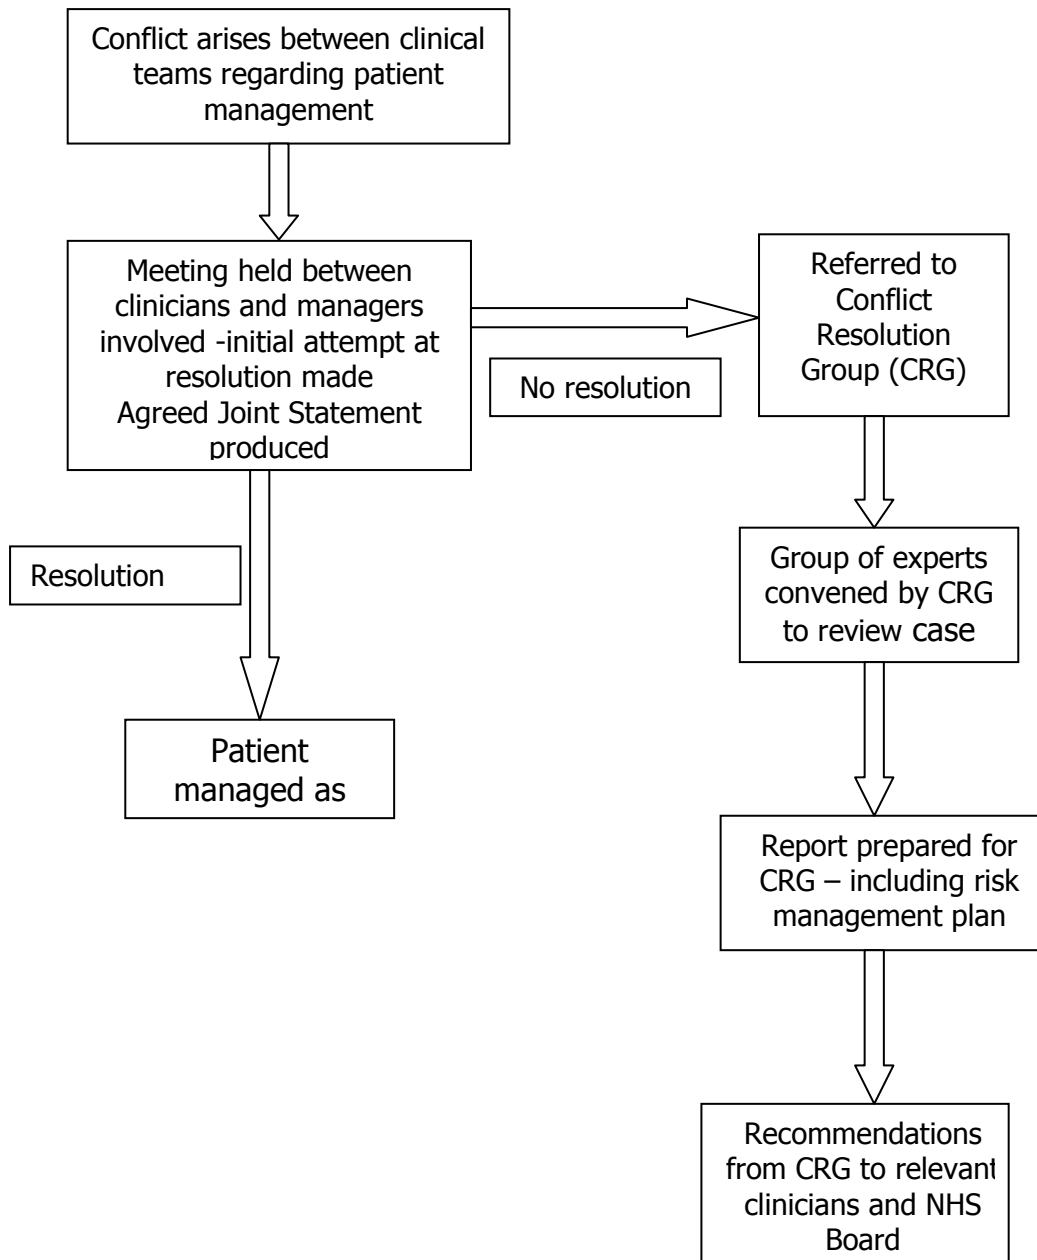 Conflict arises between clinical
teams regarding patient
management
Meeting held between
clinicians and managers
involved -initial attempt at
resolution made
Agreed Joint Statement
produced
No resolution
Referred to
Conflict
Resolution
Group (CRG)
Resolution
Group of experts
convened by CRG
to review case
Patient
managed as
Report prepared for
CRG – including risk
management plan
Recommendations
from CRG to relevant
clinicians and NHS
Board